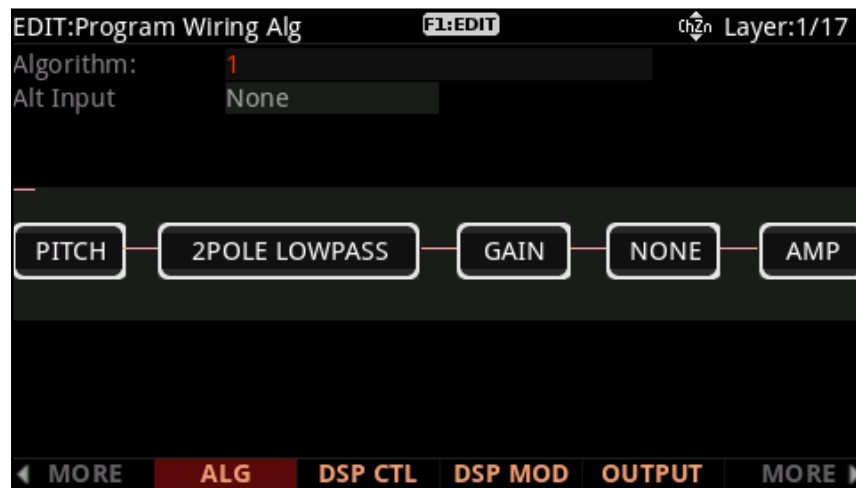 EDIT:Program Wiring Alg F1:EDIT ChZn Layer:1/17
Algorithm: 1
Alt Input None
PITCH 2POLE LOWPASS GAIN NONE AMP
MORE ALG DSP CTL DSP MOD OUTPUT MORE